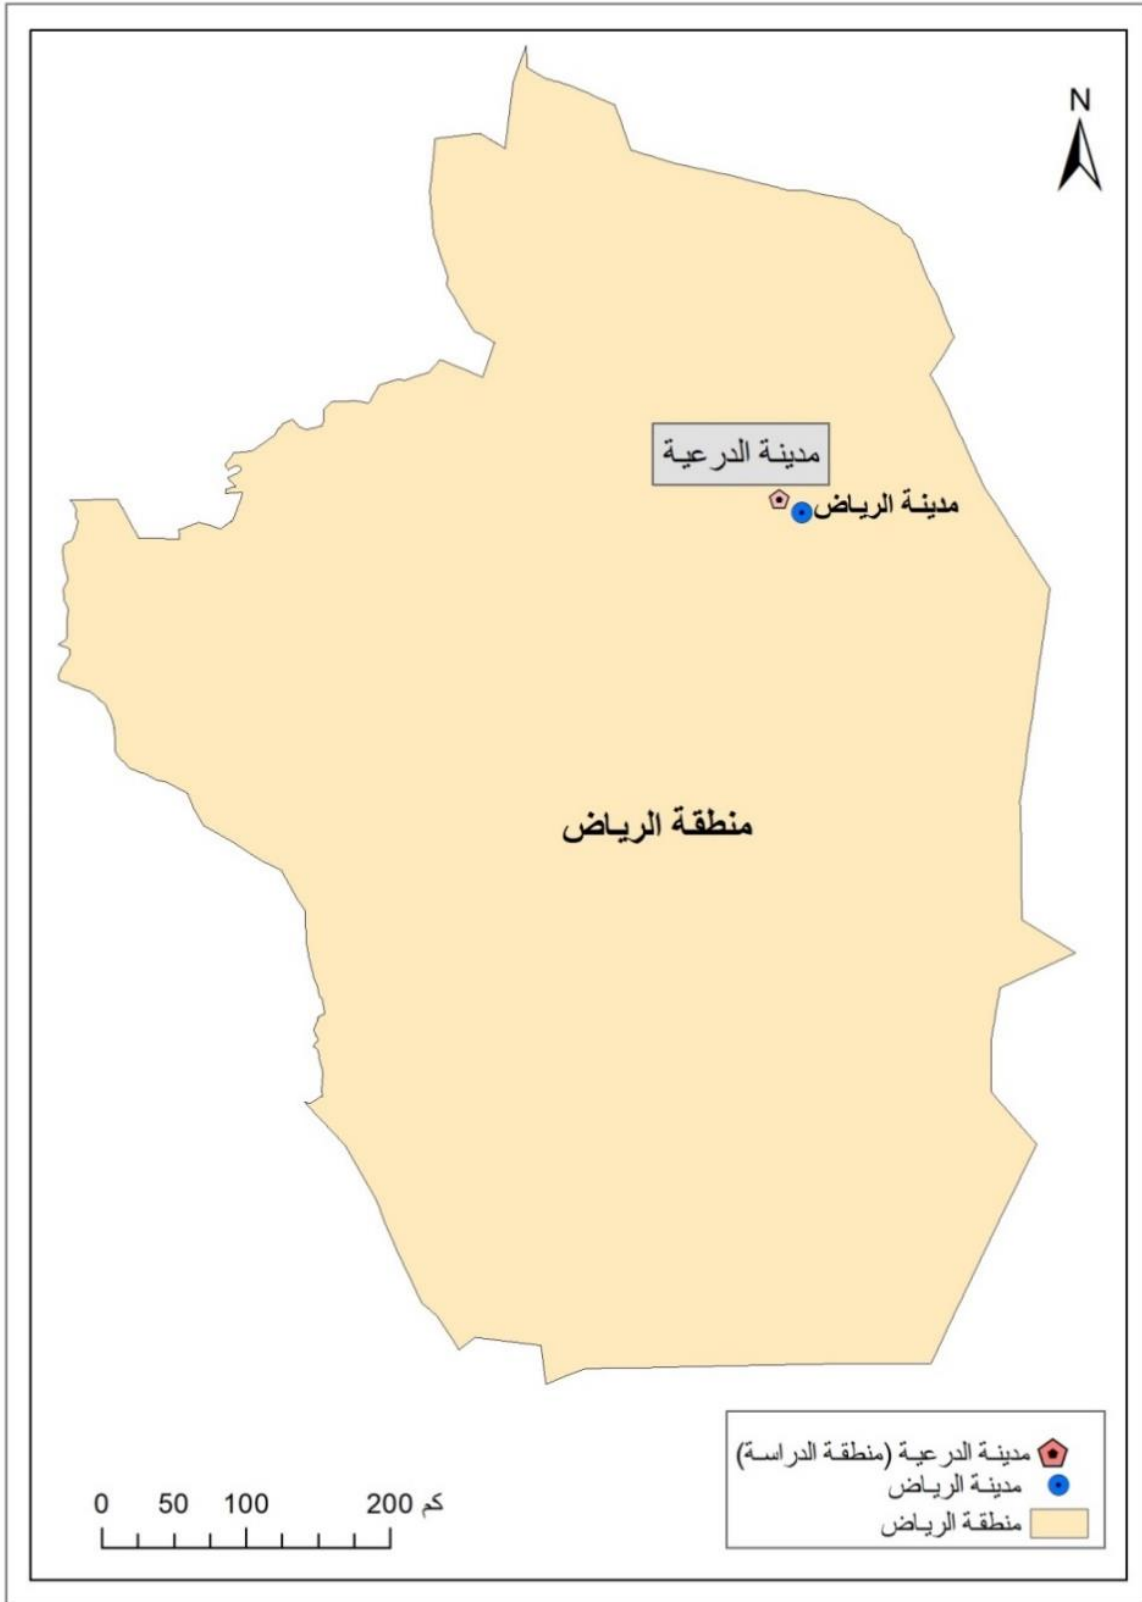 N
مدينة الدرعية
مدينة الرياض
منطقة الرياض
مدينة الدرعية (منطقة الدراسة)
مدينة الرياض
منطقة الرياض
0 50 100 200 كم